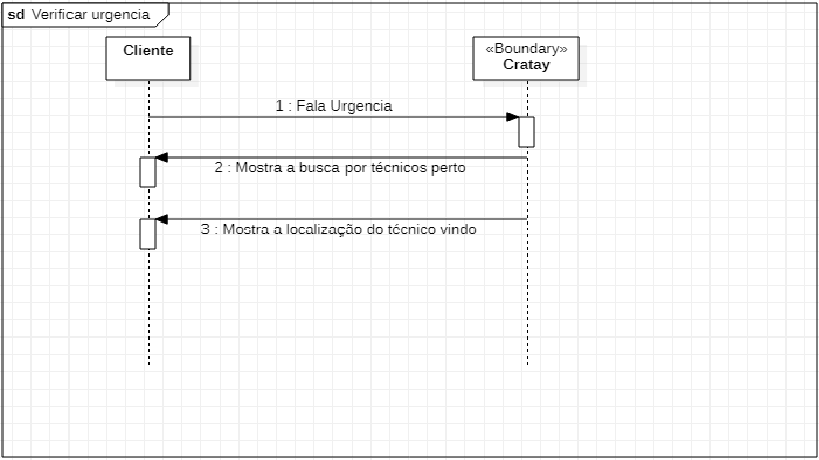 sd Verificar urgencia
Cliente
«Boundary»
Cratay
1 : Fala Urgencia
2 : Mostra a busca por técnicos perto
3 : Mostra a localização do técnico vindo